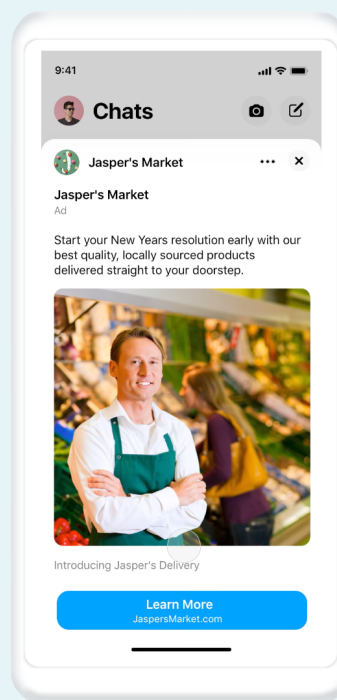 9:41
Chats
Jasper's Market
Jasper's Market
Ad
Start your New Years resolution early with our
best quality, locally sourced products
delivered straight to your doorstep.
Introducing Jasper's Delivery
Learn More
JaspersMarket.com